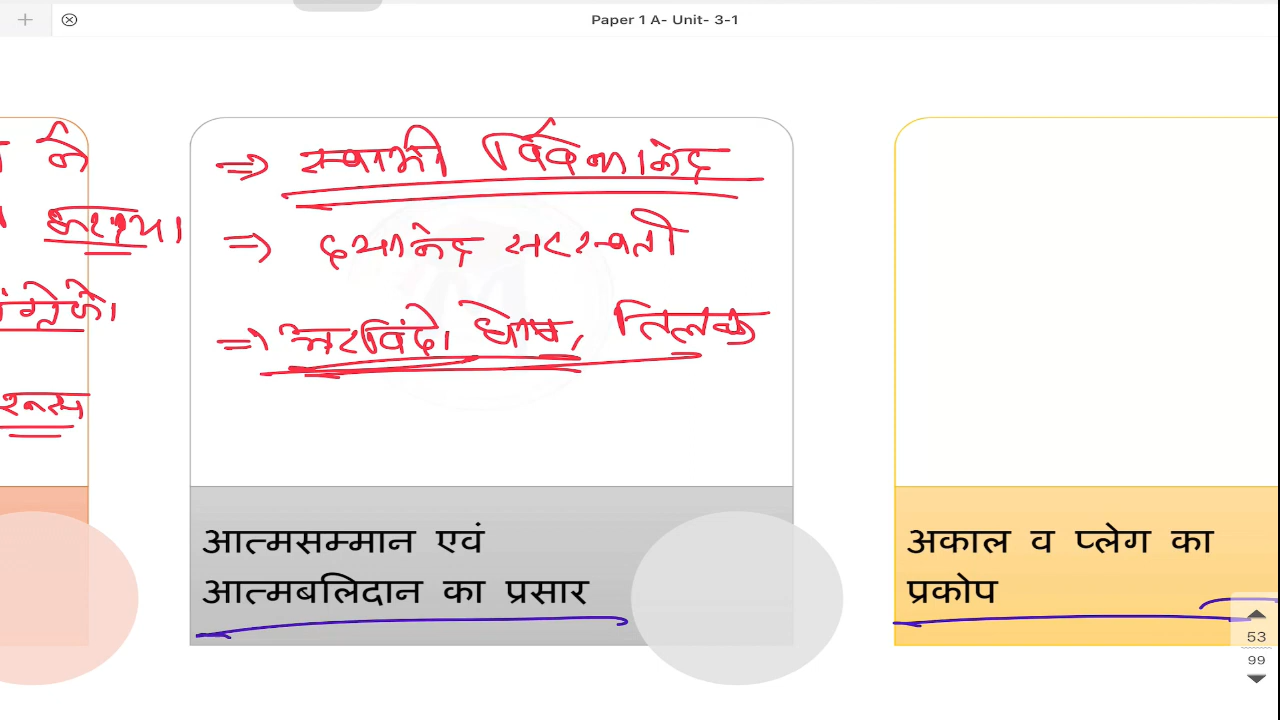 Paper 1 A- Unit- 3-1
के
⇒ स्वामी विवेकानंद
⇒ दयानंद सरस्वती
⇒ अरविंदो घोष, तिलक
आत्मसम्मान एवं
आत्मबलिदान का प्रसार
अकाल व प्लेग का
प्रकोप
53
99